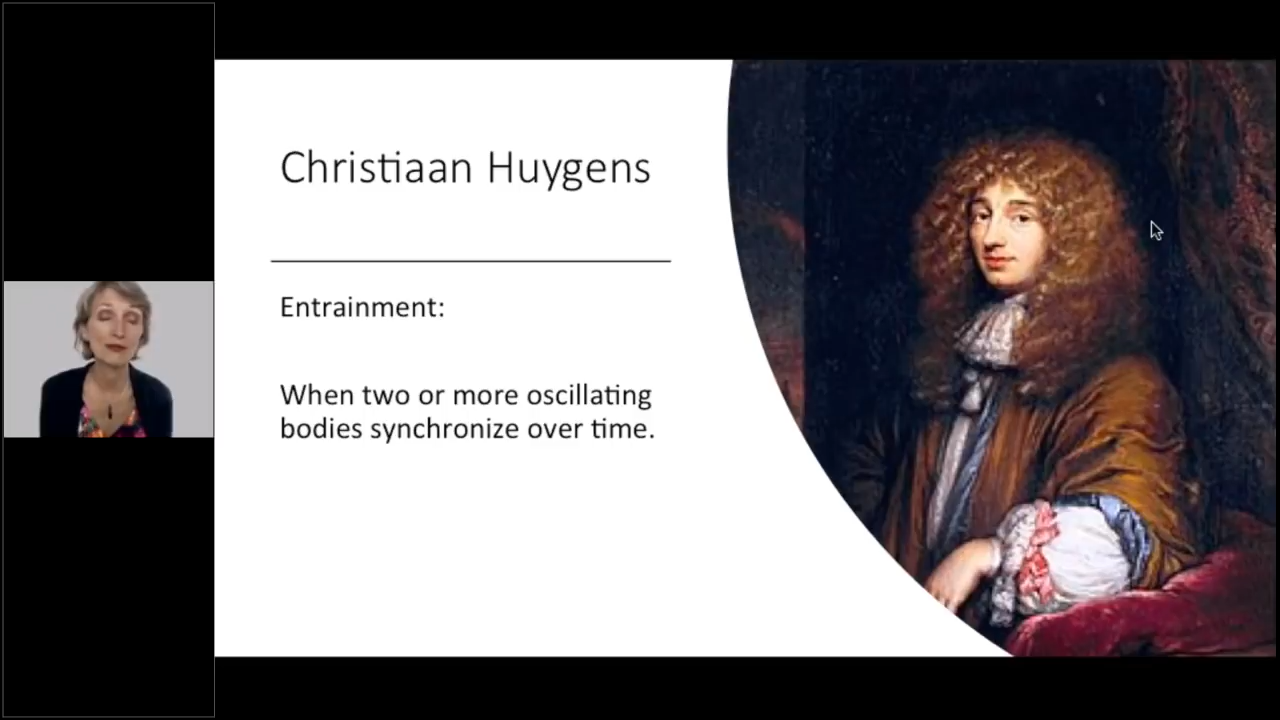 Christiaan Huygens
Entrainment:
When two or more oscillating
bodies synchronize over time.